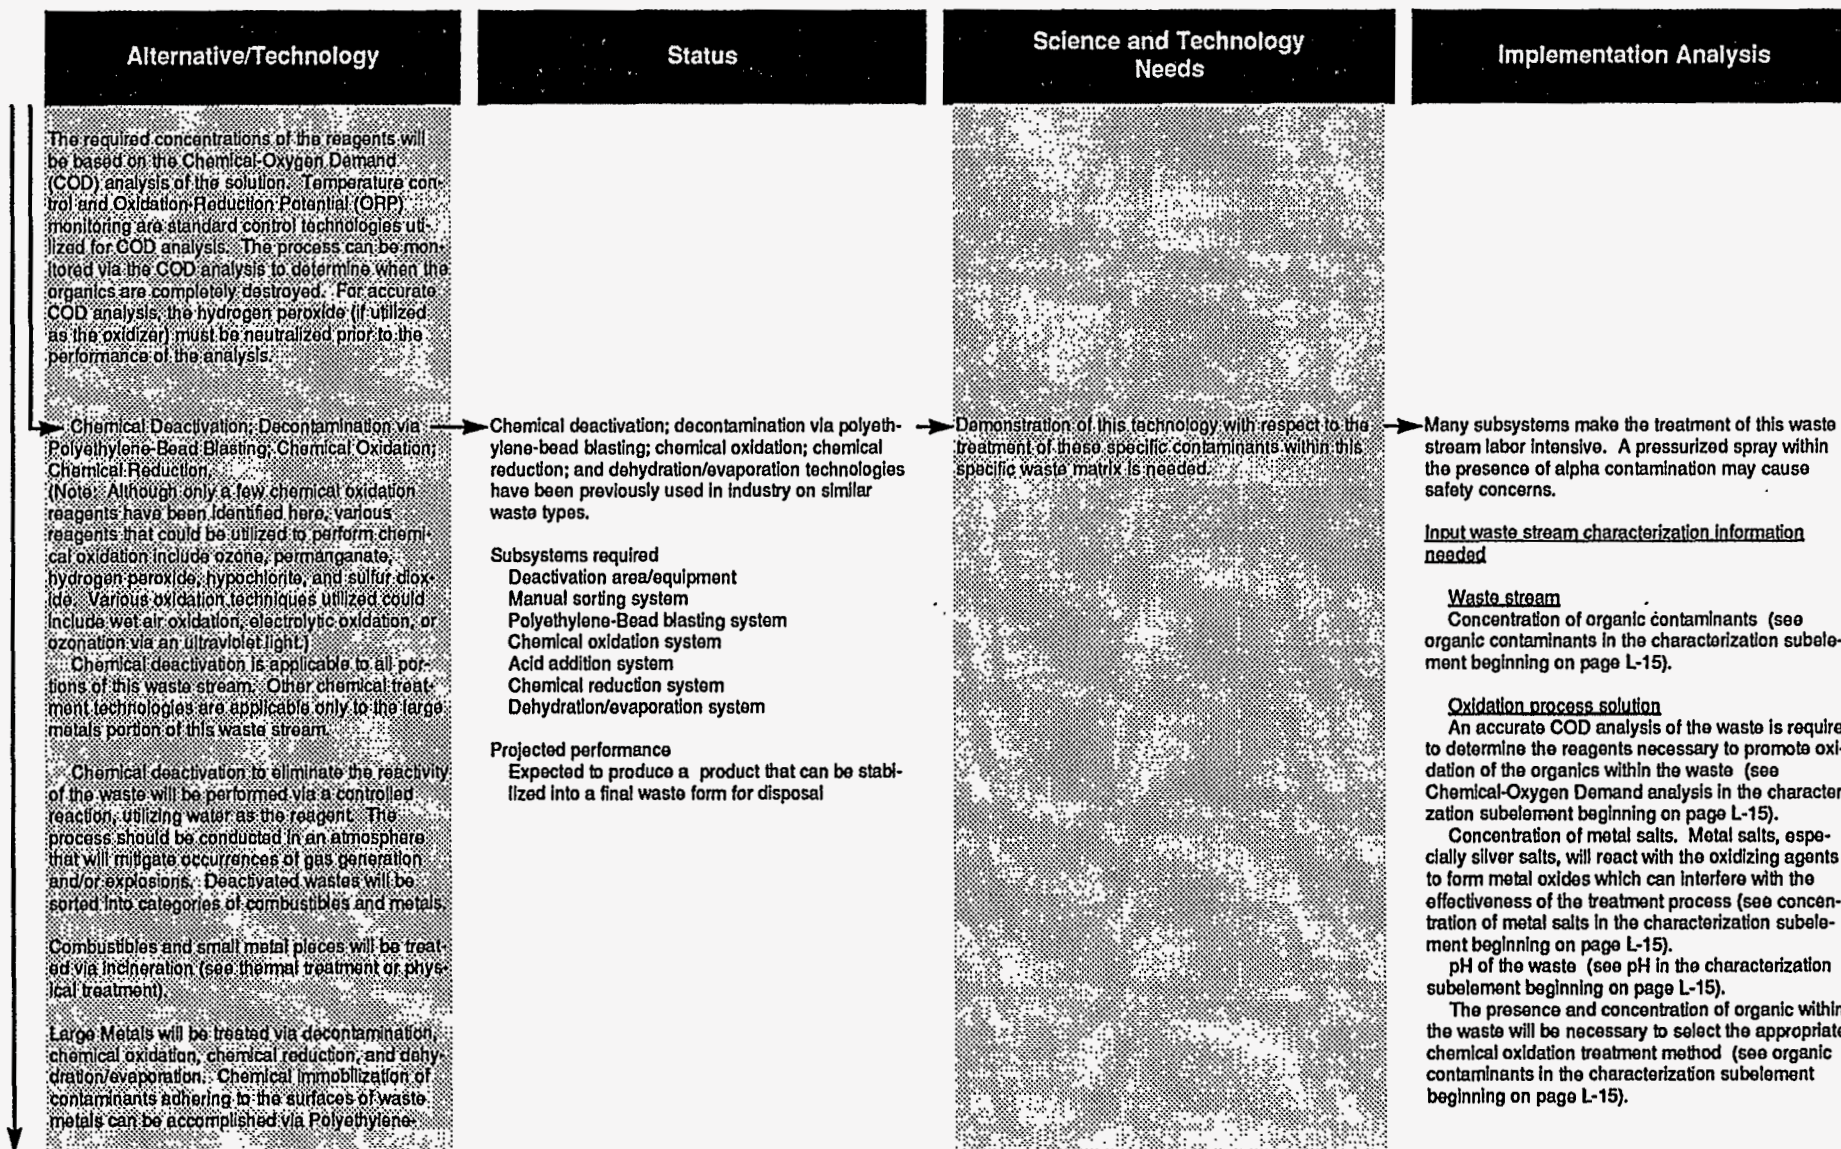 Alternative/Technology
The required concentrations of the reagents will
be based on the Chemical-Oxygen Demand
(COD) analysis of the solution. Temperature con-
trol and Oxidation-Reduction Potential (ORP)
monitoring are standard control technologies uti-
lized for COD analysis. The process can be mon-
itored via the COD analysis to determine when the
organics are completely destroyed. For accurate
COD analysis, the hydrogen peroxide (if utilized
as the oxidizer) must be neutralized prior to the
performance of the analysis.
Chemical Deactivation; Decontamination via
Polyethylene-Bead Blasting; Chemical Oxidation;
Chemical Reduction
(Note: Although only a few chemical oxidation
reagents have been identified here, various
reagents that could be utilized to perform chemi-
cal oxidation include ozone, permanganate,
hydrogen peroxide, hypochlorite, and sulfur diox-
ide. Various oxidation techniques utilized could
include wet air oxidation, electrolytic oxidation, or
ozonation via an ultraviolet light.)
Chemical deactivation is applicable to all por-
tions of this waste stream. Other chemical treat-
ment technologies are applicable only to the large
metals portion of this waste stream.
Chemical deactivation to eliminate the reactivity
of the waste will be performed via a controlled
reaction, utilizing water as the reagent. The
process should be conducted in an atmosphere
that will mitigate occurrences of gas generation
and/or explosions. Deactivated wastes will be
sorted into categories of combustibles and metals.
Combustibles and small metal pieces will be treat-
ed via incineration (see thermal treatment or phys-
ical treatment).
Large Metals will be treated via decontamination,
chemical oxidation, chemical reduction, and dehy-
dration/evaporation. Chemical immobilization of
contaminants adhering to the surfaces of waste
metals can be accomplished via Polyethylene-
Status
Chemical deactivation; decontamination via polyeth-
ylene-bead blasting; chemical oxidation; chemical
reduction; and dehydration/evaporation technologies
have been previously used in industry on similar
waste types.
Subsystems required
Deactivation area/equipment
Manual sorting system
Polyethylene-Bead blasting system
Chemical oxidation system
Acid addition system
Chemical reduction system
Dehydration/evaporation system
Projected performance
Expected to produce a product that can be stabi-
lized into a final waste form for disposal
Science and Technology
Needs
Demonstration of this technology with respect to the
treatment of these specific contaminants within this
specific waste matrix is needed.
Implementation Analysis
Many subsystems make the treatment of this waste
stream labor intensive. A pressurized spray within
the presence of alpha contamination may cause
safety concerns.
Input waste stream characterization information
needed
Waste stream
Concentration of organic contaminants (see
organic contaminants in the characterization subele-
ment beginning on page L-15).
Oxidation process solution
An accurate COD analysis of the waste is require
to determine the reagents necessary to promote oxi-
dation of the organics within the waste (see
Chemical-Oxygen Demand analysis in the character
zation subelement beginning on page L-15).
Concentration of metal salts. Metal salts, espe-
cially silver salts, will react with the oxidizing agents
to form metal oxides which can interfere with the
effectiveness of the treatment process (see concen-
tration of metal salts in the characterization subele-
ment beginning on page L-15).
pH of the waste (see pH in the characterization
subelement beginning on page L-15).
The presence and concentration of organic within
the waste will be necessary to select the appropriate
chemical oxidation treatment method (see organic
contaminants in the characterization subelement
beginning on page L-15).